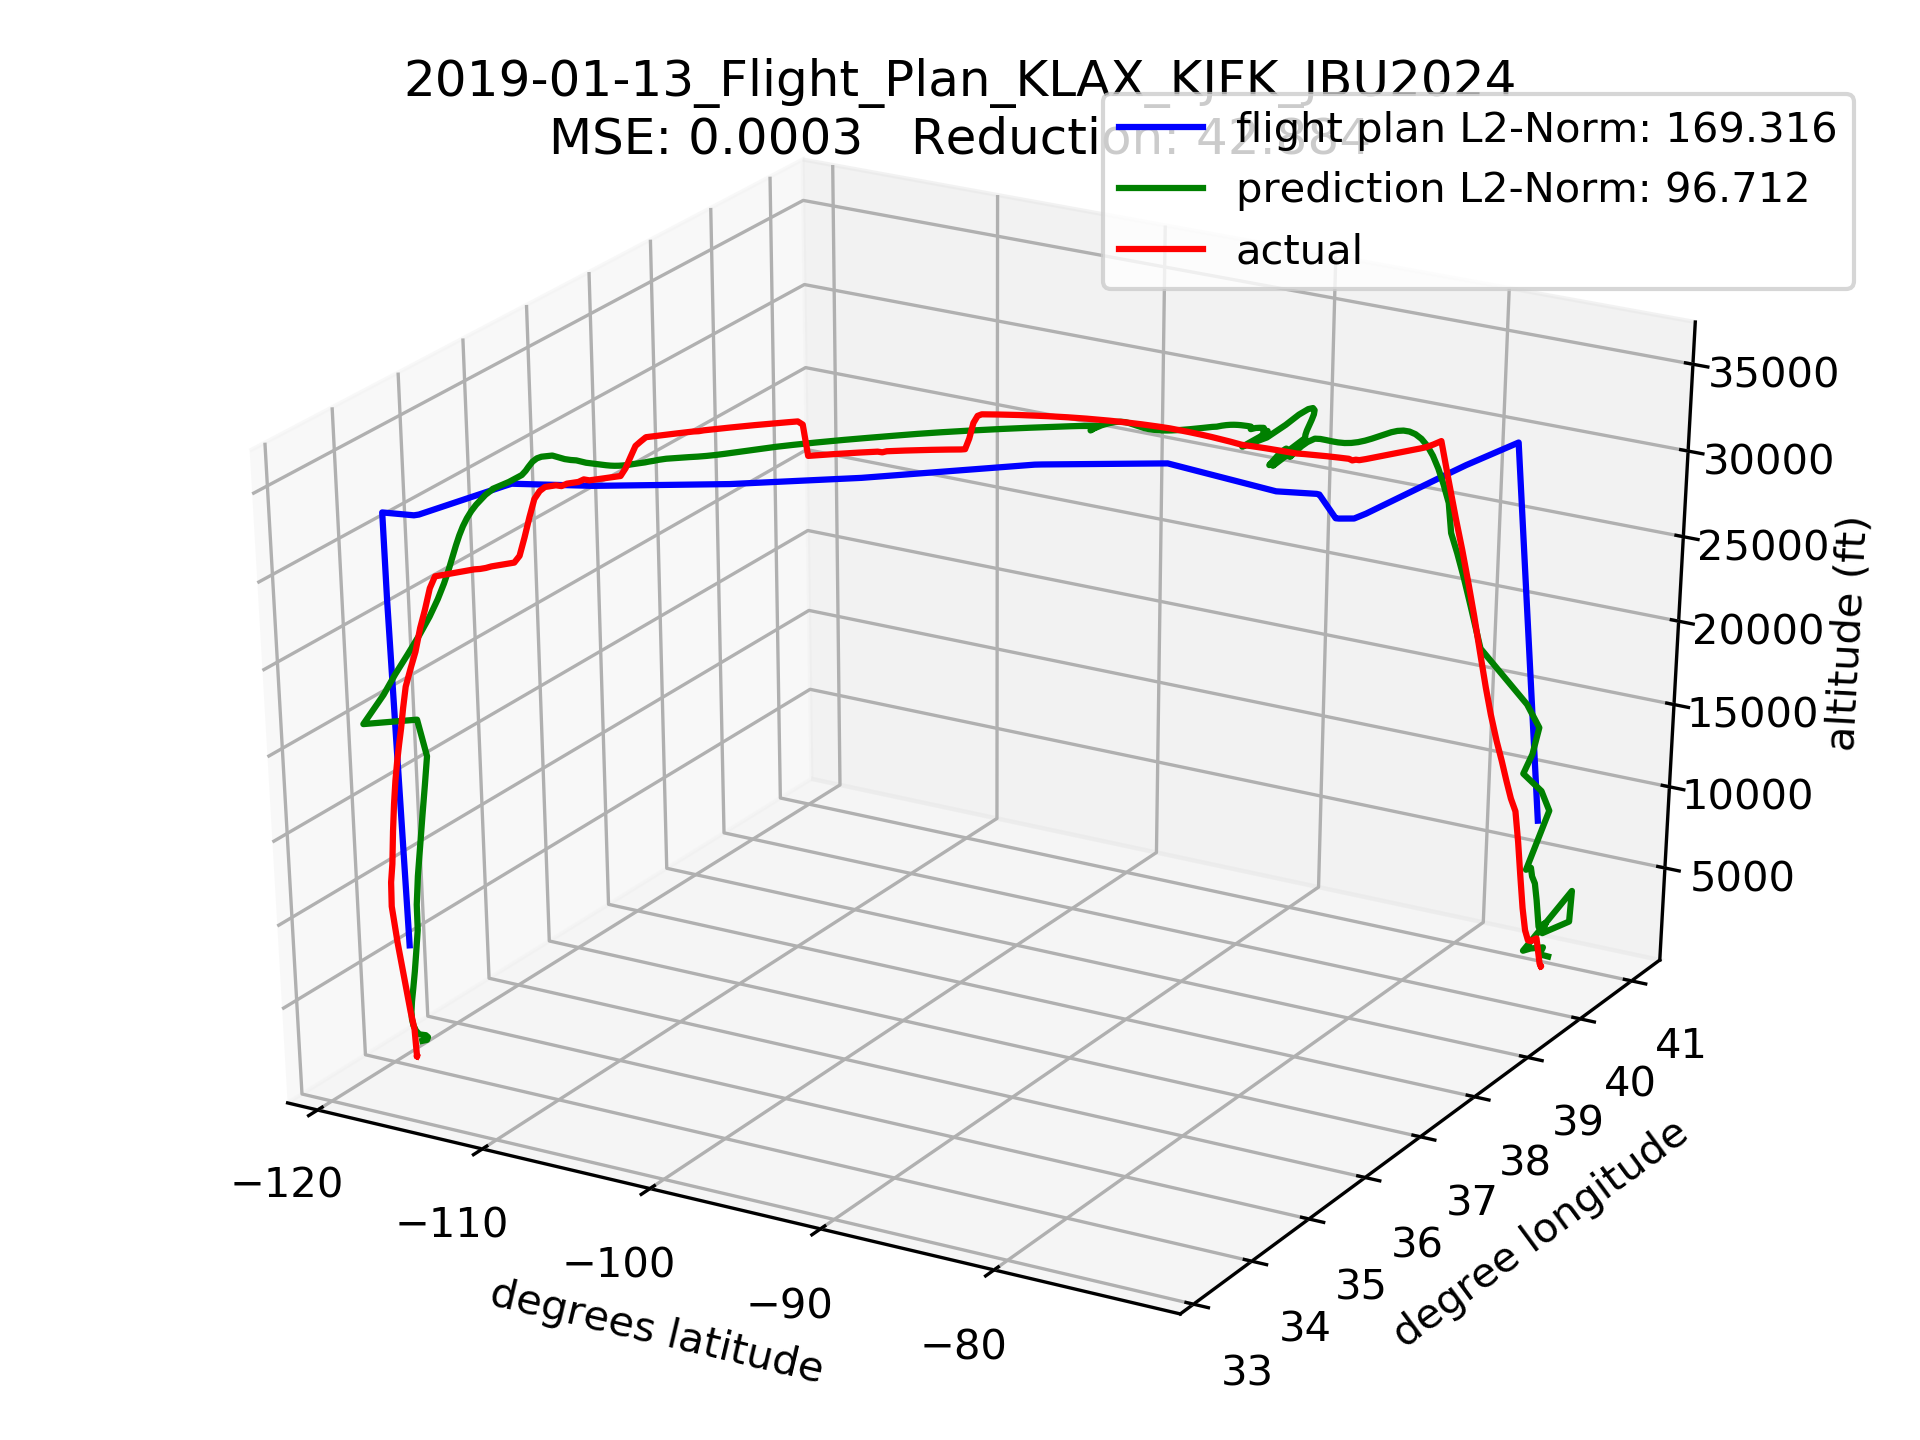 2019-01-13_Flight_Plan_KLAX_KJFK_JBU2024
MSE: 0.0003 Reduction: 42.884
flight plan L2-Norm: 169.316
prediction L2-Norm: 96.712
actual
35000
30000
25000
20000
15000
10000
5000
altitude (ft)
−120
−110
−100
−90
−80
degrees latitude
33
34
35
36
37
38
39
40
41
degree longitude